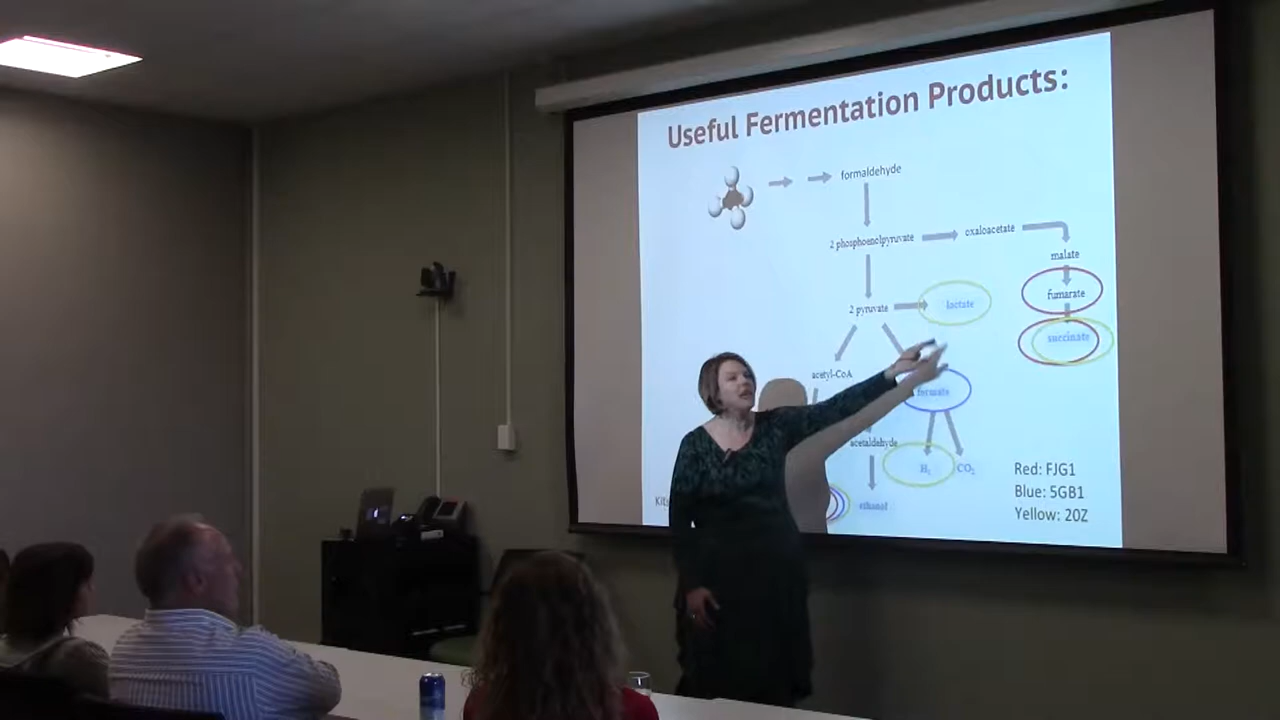 Useful Fermentation Products:
formaldehyde
2 phosphoenolpyruvate
oxaloacetate
malate
2 pyruvate
lactate
fumarate
succinate
acetyl-CoA
formate
acetaldehyde
H₂
CO₂
ethanol
Red: FJG1
Blue: 5GB1
Yellow: 20Z